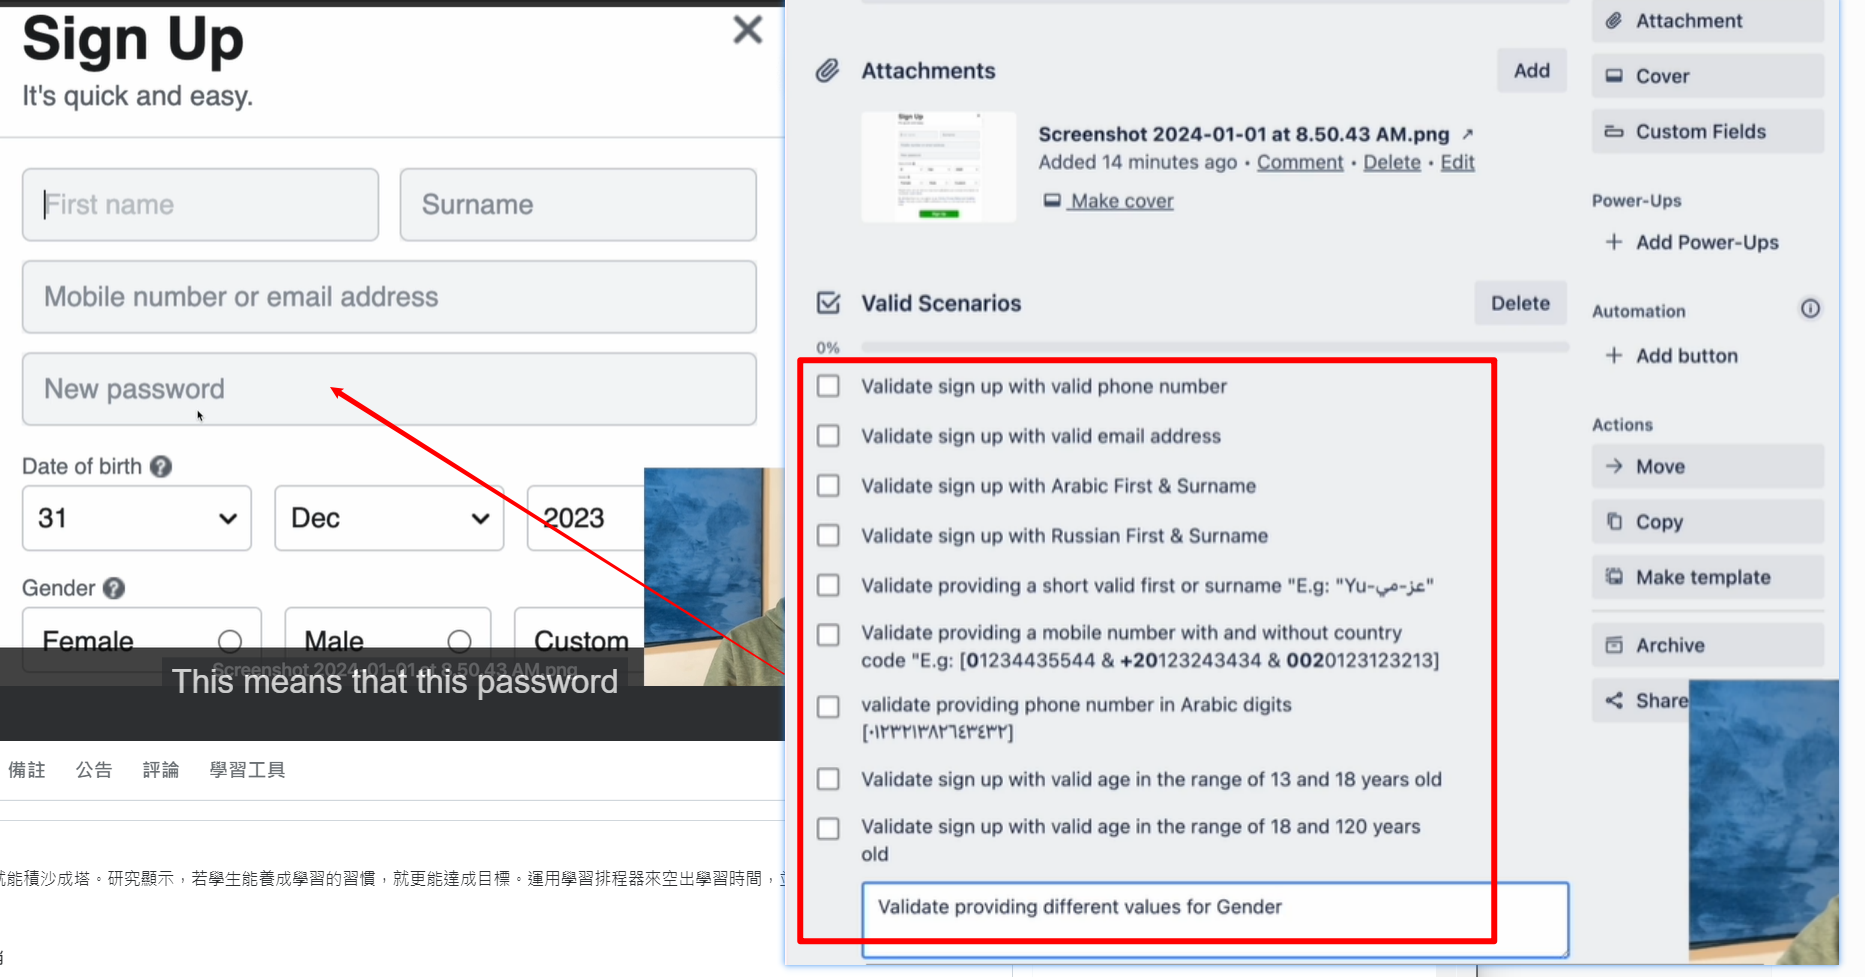 Sign Up
It's quick and easy.
First name
Surname
Mobile number or email address
New password
Date of birth
31
Dec
2023
Gender
Female
Male
Custom
Screenshot 2024-01-01 at 8.50.43 AM.png
This means that this password
備註
公告
評論
學習工具
就能積沙成塔。研究顯示，若學生能養成學習的習慣，就更能達成目標。運用學習排程器來空出學習時間，
Attachments
Add
Sign Up
Screenshot 2024-01-01 at 8.50.43 AM.png
Added 14 minutes ago • Comment • Delete • Edit
Make cover
Valid Scenarios
Delete
0%
Validate sign up with valid phone number
Validate sign up with valid email address
Validate sign up with Arabic First & Surname
Validate sign up with Russian First & Surname
Validate providing a short valid first or surname "E.g: "Yu-عز-مي"
Validate providing a mobile number with and without country
code "E.g: [01234435544 & +20123243434 & 0020123123213]
validate providing phone number in Arabic digits
[٠١٢٣٢١٣٨٢٦٤٣٤٣٢]
Validate sign up with valid age in the range of 13 and 18 years old
Validate sign up with valid age in the range of 18 and 120 years
old
Validate providing different values for Gender
Attachment
Cover
Custom Fields
Power-Ups
Add Power-Ups
Automation
Add button
Actions
Move
Copy
Make template
Archive
Share